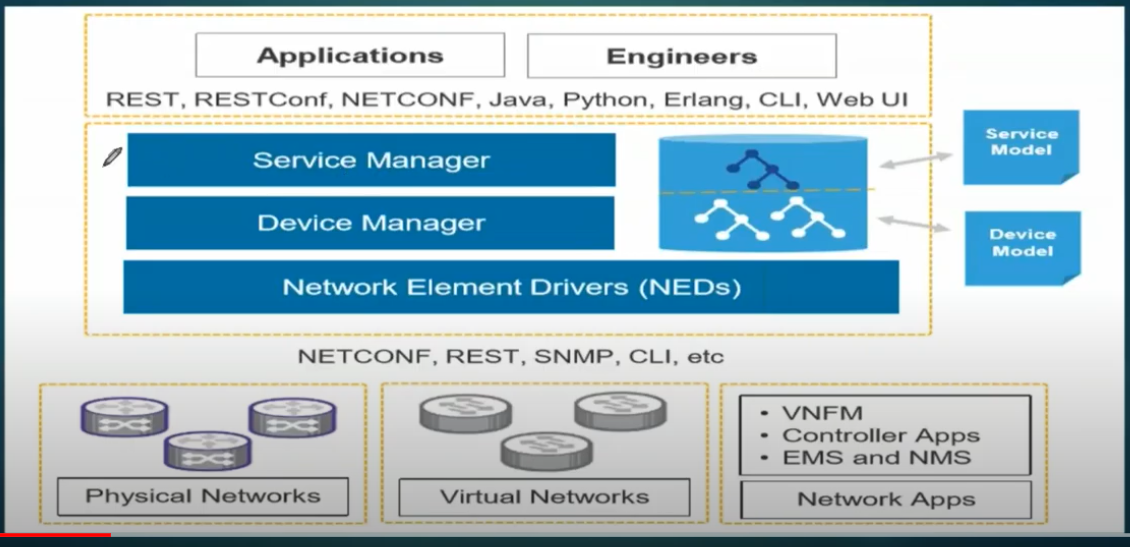 Applications
Engineers
REST, RESTConf, NETCONF, Java, Python, Erlang, CLI, Web UI
Service Manager
Device Manager
Network Element Drivers (NEDs)
Service
Model
Device
Model
NETCONF, REST, SNMP, CLI, etc
Physical Networks
Virtual Networks
• VNFM
• Controller Apps
• EMS and NMS
Network Apps